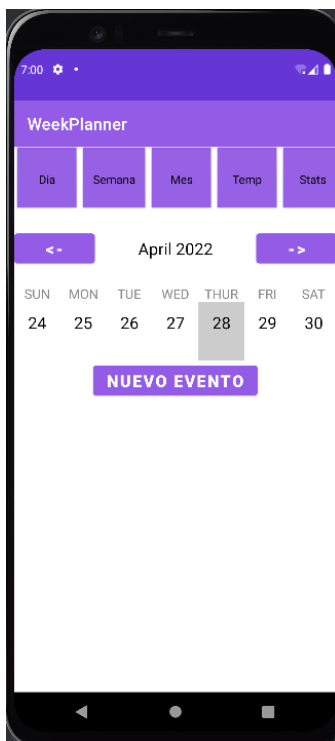 7:00
WeekPlanner
Dia Semana Mes Temp Stats
<- April 2022 ->
SUN MON TUE WED THUR FRI SAT
24 25 26 27 28 29 30
NUEVO EVENTO